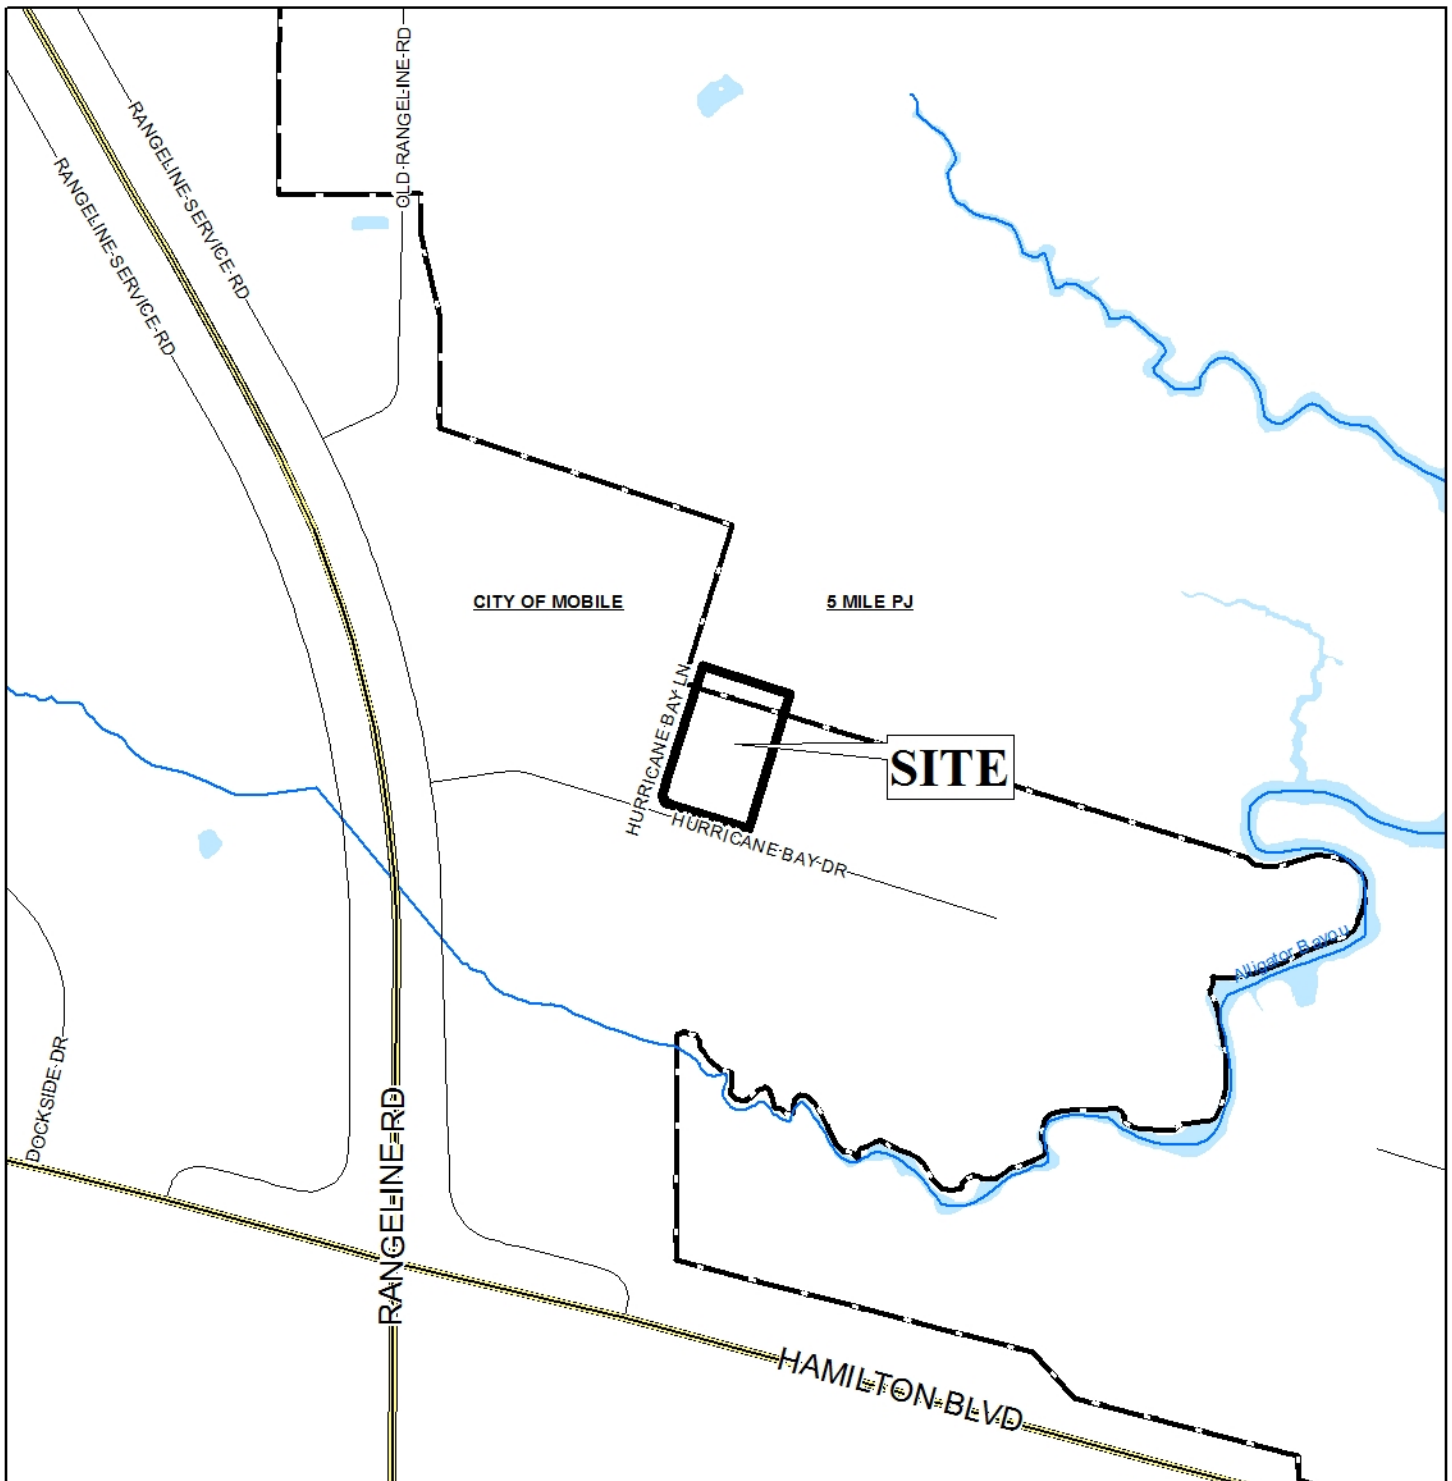 OLD-RANGELINE-RD
RANGELINE-SERVICE-RD
RANGELINE-SERVICE-RD
CITY OF MOBILE
5 MILE PJ
HURRICANE-BAY-LN
SITE
HURRICANE-BAY-DR
Alligator Bayou
DOCKSIDE-DR
RANGELINE-RD
HAMILTON-BLVD